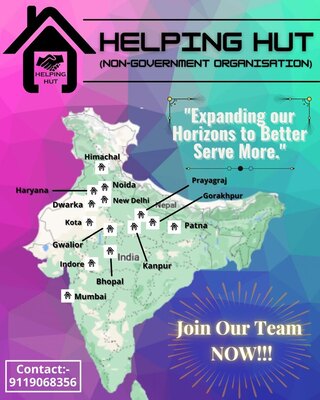 HELPING HUT
(NON-GOVERNMENT ORGANISATION)
HELPING
HUT
"Expanding our
Horizons to Better
Serve More."
Himachal
Haryana
Noida
Prayagraj
Dwarka
New Delhi
Nepal
Gorakhpur
Kota
Patna
Gwalior
India
Indore
Kanpur
Bhopal
Mumbai
Join Our Team
NOW!!!
Contact:-
9119068356